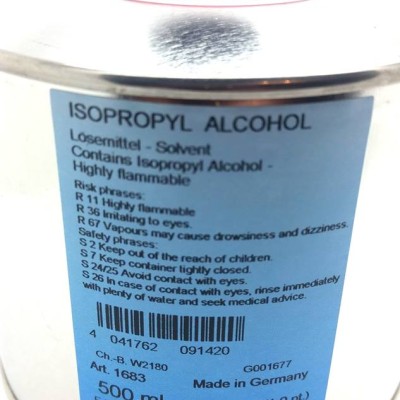 ISOPROPYL ALCOHOL
Lösemittel - Solvent
Contains Isopropyl Alcohol -
Highly flammable
Risk phrases:
R 11 Highly flammable
R 36 Irritating to eyes.
R 67 Vapours may cause drowsiness and dizziness.
Safety phrases:
S 2 Keep out of the reach of children.
S 7 Keep container tightly closed.
S 24/25 Avoid contact with eyes.
S 26 In case of contact with eyes, rinse immediately
with plenty of water and seek medical advice.
4 041762 091420
Ch.-B. W2180 G001677
Art. 1683 Made in Germany
500 ml